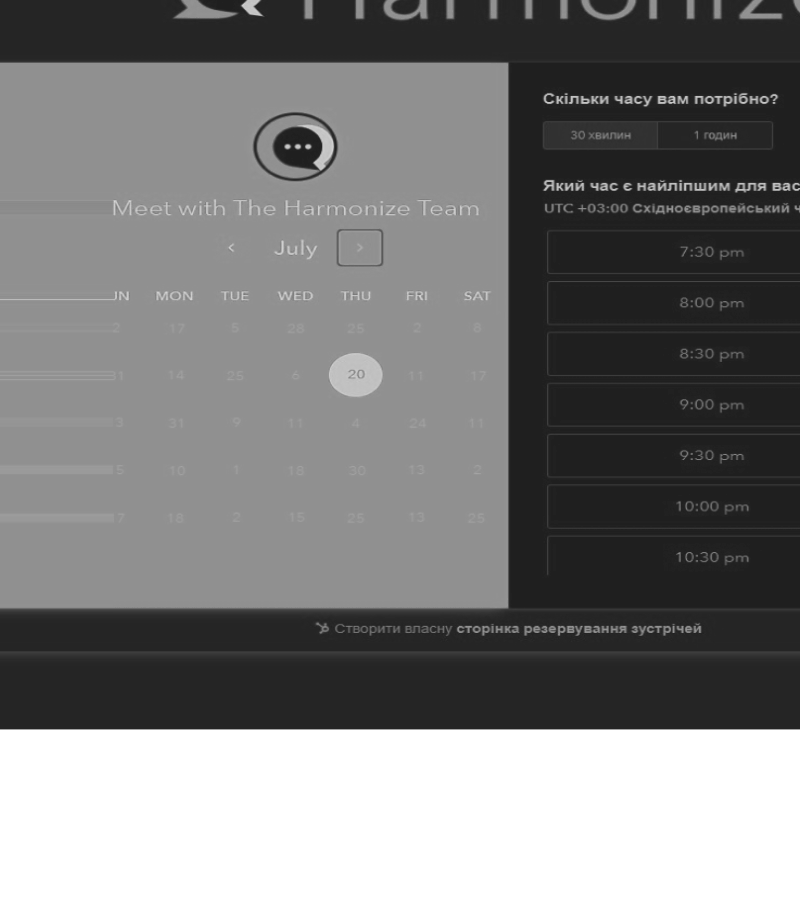 Harmonize
Meet with The Harmonize Team
< July >
UN MON TUE WED THU FRI SAT
2 17 5 28 25 2 8
31 14 25 6 20 11 17
3 31 9 11 4 24 11
5 10 1 18 30 13 2
7 18 2 15 25 13 25
Скільки часу вам потрібно?
30 хвилин 1 годин
Який час є найліпшим для вас
UTC +03:00 Східноєвропейський ч
7:30 pm
8:00 pm
8:30 pm
9:00 pm
9:30 pm
10:00 pm
10:30 pm
Створити власну сторінка резервування зустрічей